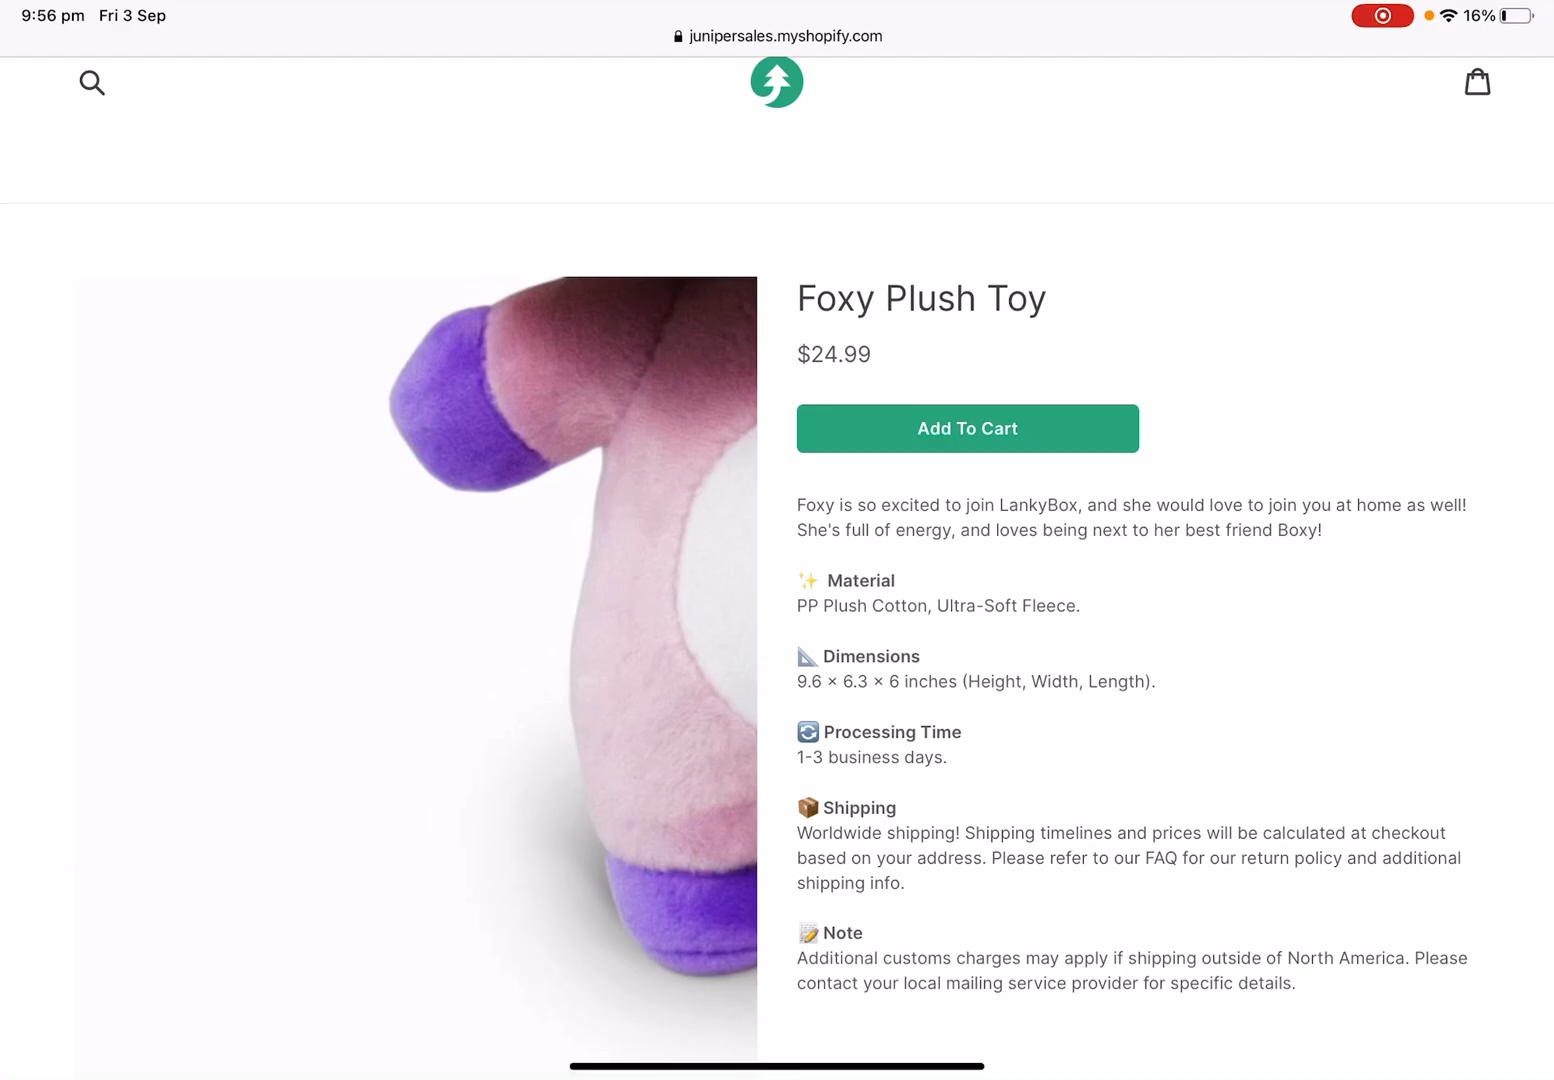 9:56 pm Fri 3 Sep
16%
junipersales.myshopify.com
Foxy Plush Toy
$24.99
Add To Cart
Foxy is so excited to join LankyBox, and she would love to join you at home as well!
She's full of energy, and loves being next to her best friend Boxy!
✨ Material
PP Plush Cotton, Ultra-Soft Fleece.
📐 Dimensions
9.6 × 6.3 × 6 inches (Height, Width, Length).
🔄 Processing Time
1-3 business days.
📦 Shipping
Worldwide shipping! Shipping timelines and prices will be calculated at checkout
based on your address. Please refer to our FAQ for our return policy and additional
shipping info.
📝 Note
Additional customs charges may apply if shipping outside of North America. Please
contact your local mailing service provider for specific details.